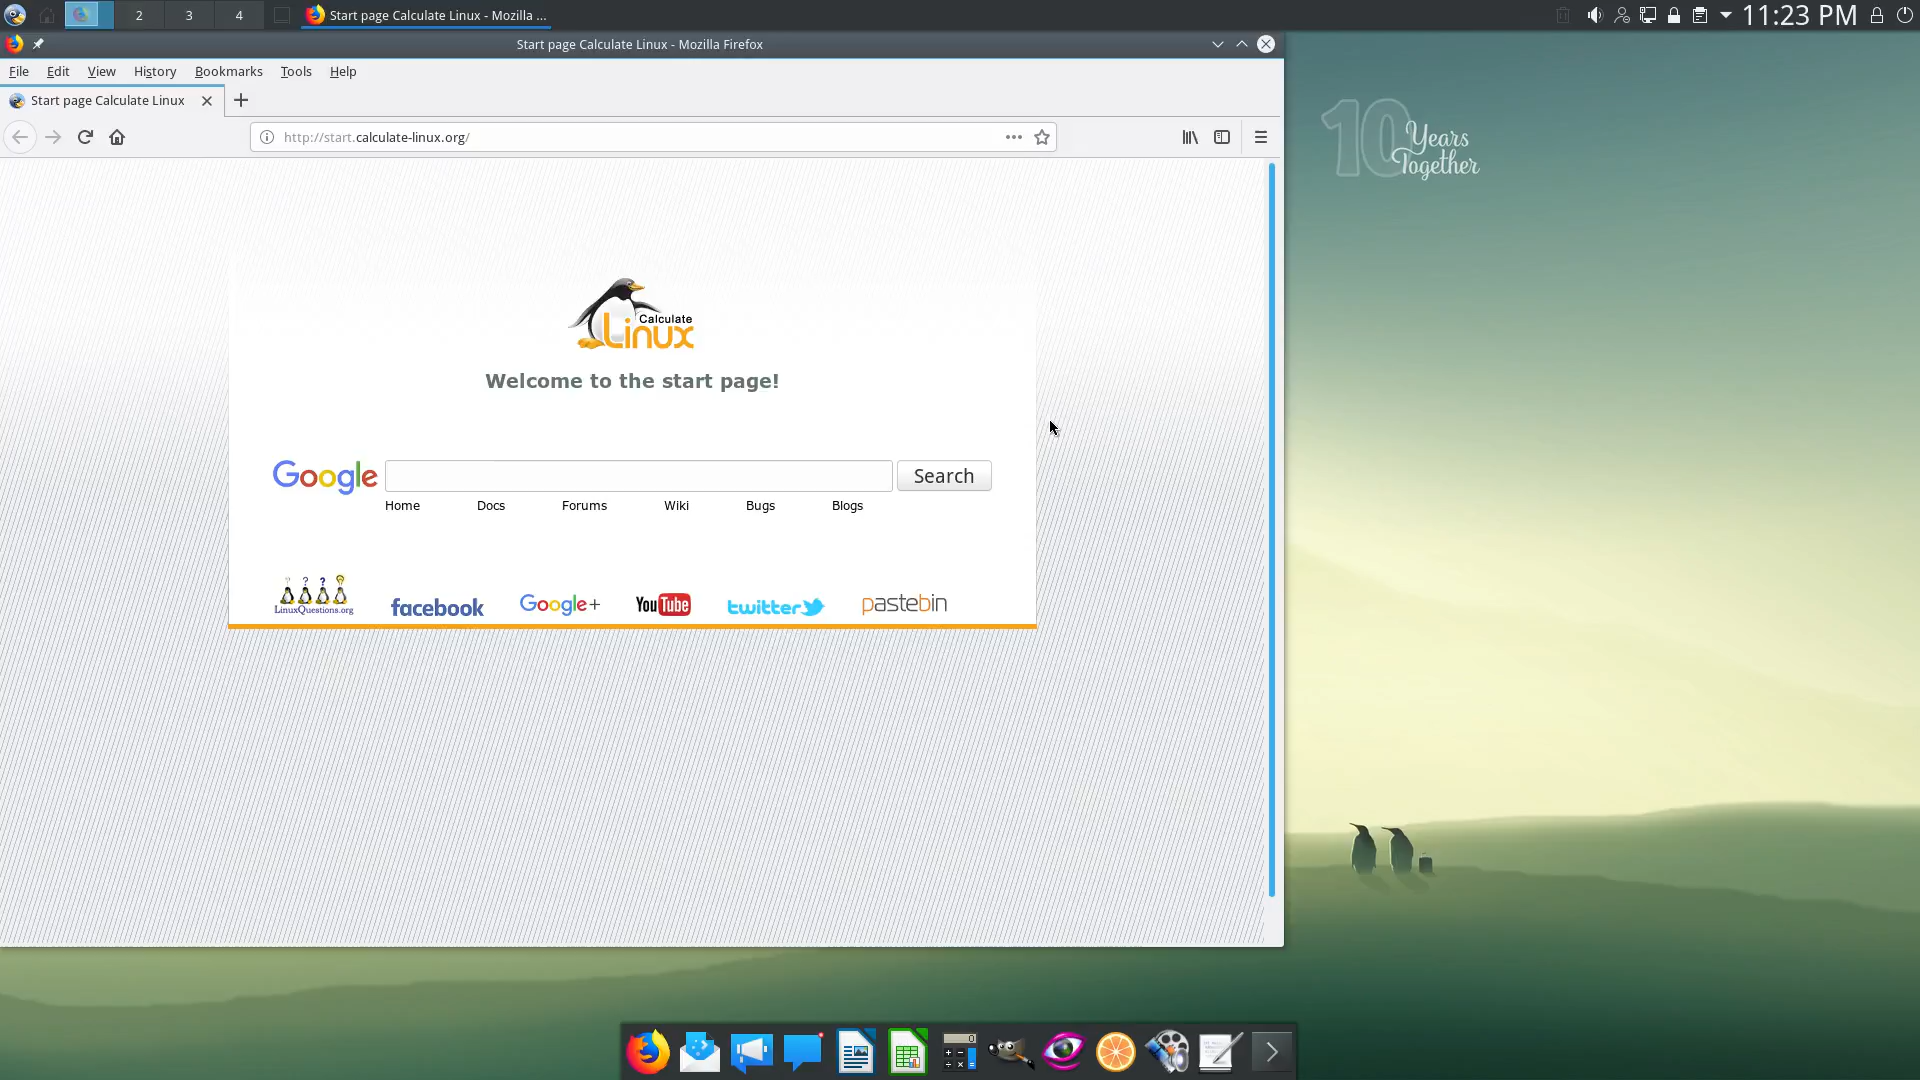 2 3 4 Start page Calculate Linux - Mozilla ... 11:23 PM
Start page Calculate Linux - Mozilla Firefox
File Edit View History Bookmarks Tools Help
Start page Calculate Linux
http://start.calculate-linux.org/
10 Years
Together
Calculate
Linux
Welcome to the start page!
Google Search
Home Docs Forums Wiki Bugs Blogs
LinuxQuestions.org facebook Google+ YouTube twitter pastebin